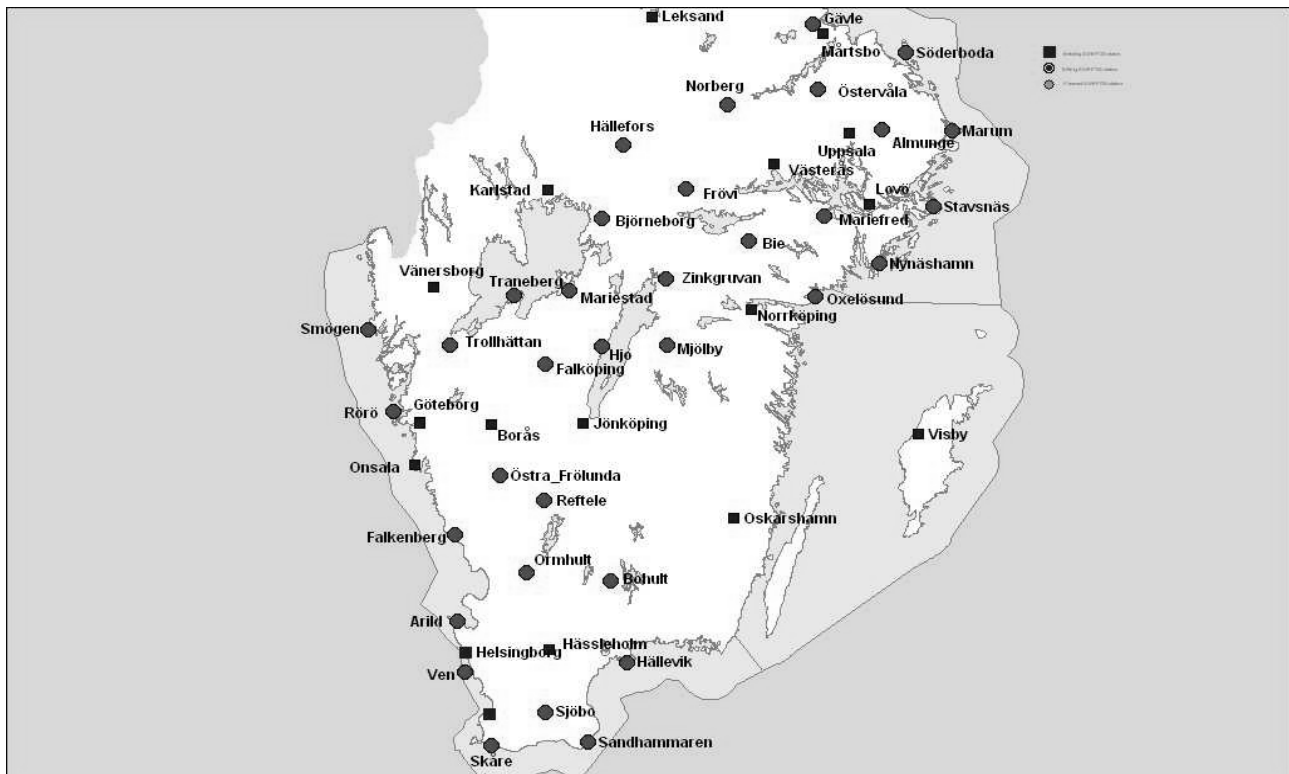 Leksand
Gävle
Mårtsbo
Söderboda
Norberg
Östervåla
Hällefors
Uppsala
Almunge
Marum
Västerås
Karlstad
Frövi
Lovö
Björneborg
Mariefred
Stavsnäs
Bie
Nynäshamn
Vänersborg
Traneberg
Mariestad
Zinkgruvan
Oxelösund
Norrköping
Smögen
Trollhättan
Falköping
Hjo
Mjölby
Rörö
Göteborg
Borås
Jönköping
Visby
Onsala
Östra_Frölunda
Reftele
Oskarshamn
Falkenberg
Ormhult
Bohult
Arild
Helsingborg
Hässleholm
Hällevik
Ven
Sjöbo
Sandhammaren
Skåre